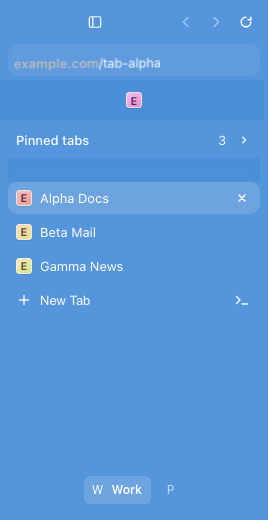 example.com/tab-alpha
E
Pinned tabs 3
E Alpha Docs
E Beta Mail
E Gamma News
New Tab
W Work P